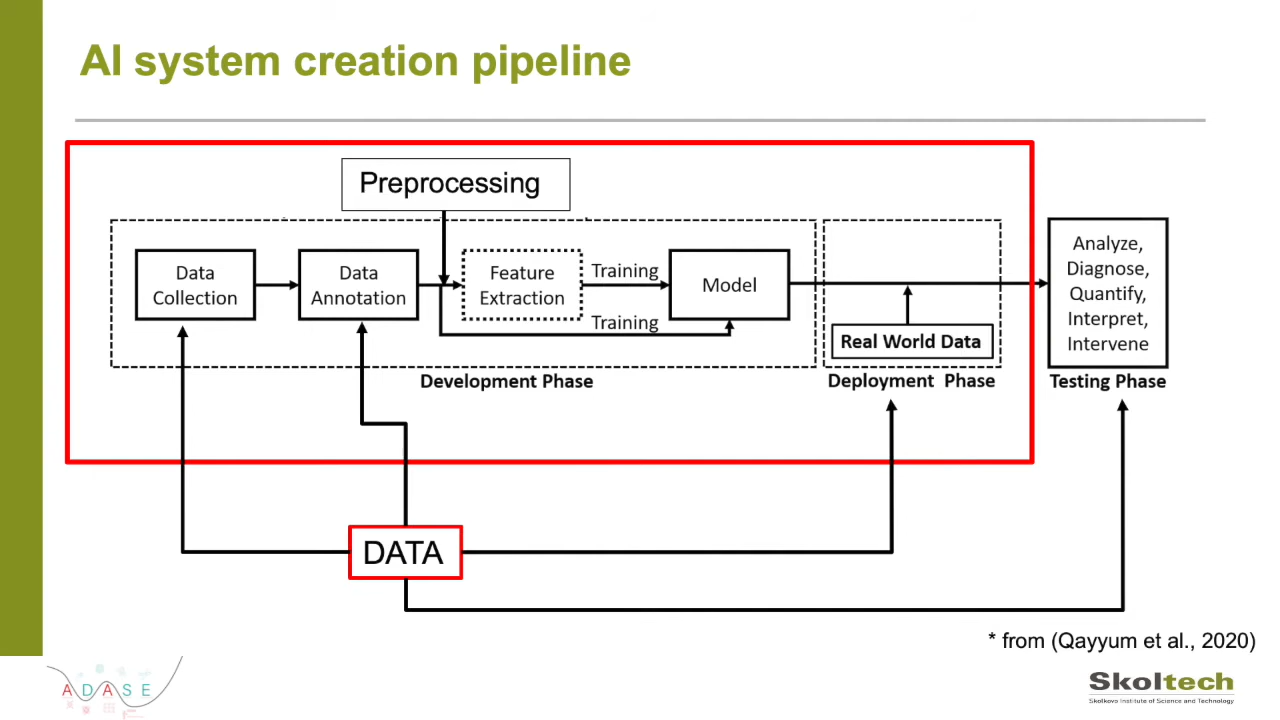 AI system creation pipeline
Preprocessing
Data
Collection
Data
Annotation
Feature
Extraction
Training
Training
Model
Real World Data
Analyze,
Diagnose,
Quantify,
Interpret,
Intervene
Development Phase
Deployment Phase
Testing Phase
DATA
* from (Qayyum et al., 2020)
ADASE
Skoltech
Skolkovo Institute of Science and Technology